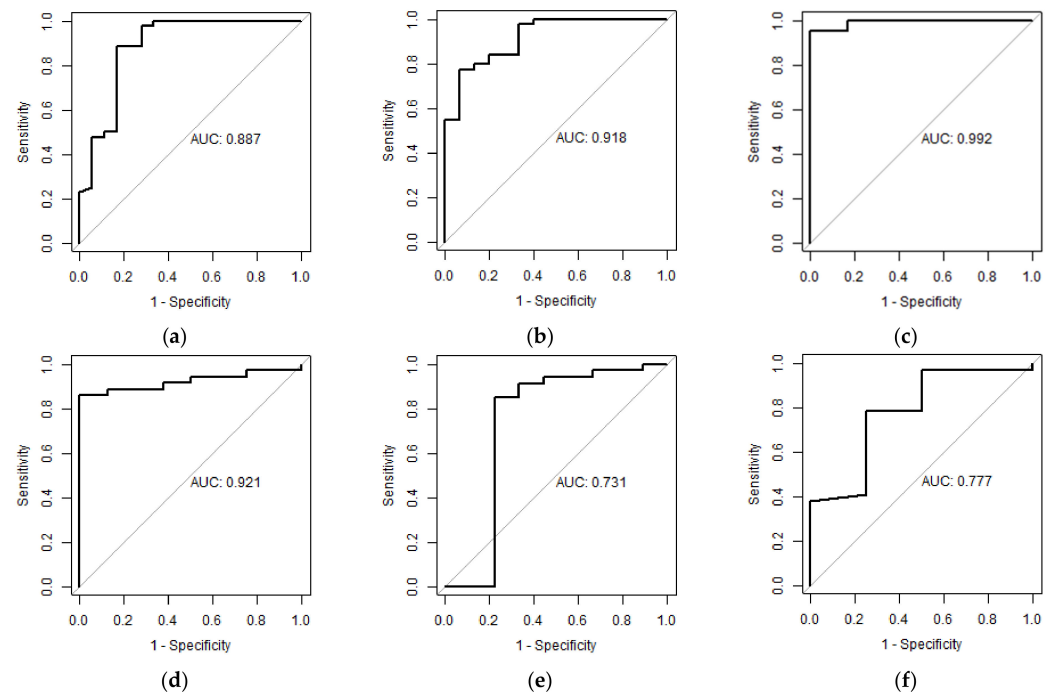 1.0
0.8
0.6
0.4
0.2
0.0
Sensitivity
AUC: 0.887
0.0 0.2 0.4 0.6 0.8 1.0
1 - Specificity
(a)
1.0
0.8
0.6
0.4
0.2
0.0
Sensitivity
AUC: 0.918
0.0 0.2 0.4 0.6 0.8 1.0
1 - Specificity
(b)
1.0
0.8
0.6
0.4
0.2
0.0
Sensitivity
AUC: 0.992
0.0 0.2 0.4 0.6 0.8 1.0
1 - Specificity
(c)
1.0
0.8
0.6
0.4
0.2
0.0
Sensitivity
AUC: 0.921
0.0 0.2 0.4 0.6 0.8 1.0
1 - Specificity
(d)
1.0
0.8
0.6
0.4
0.2
0.0
Sensitivity
AUC: 0.731
0.0 0.2 0.4 0.6 0.8 1.0
1 - Specificity
(e)
1.0
0.8
0.6
0.4
0.2
0.0
Sensitivity
AUC: 0.777
0.0 0.2 0.4 0.6 0.8 1.0
1 - Specificity
(f)